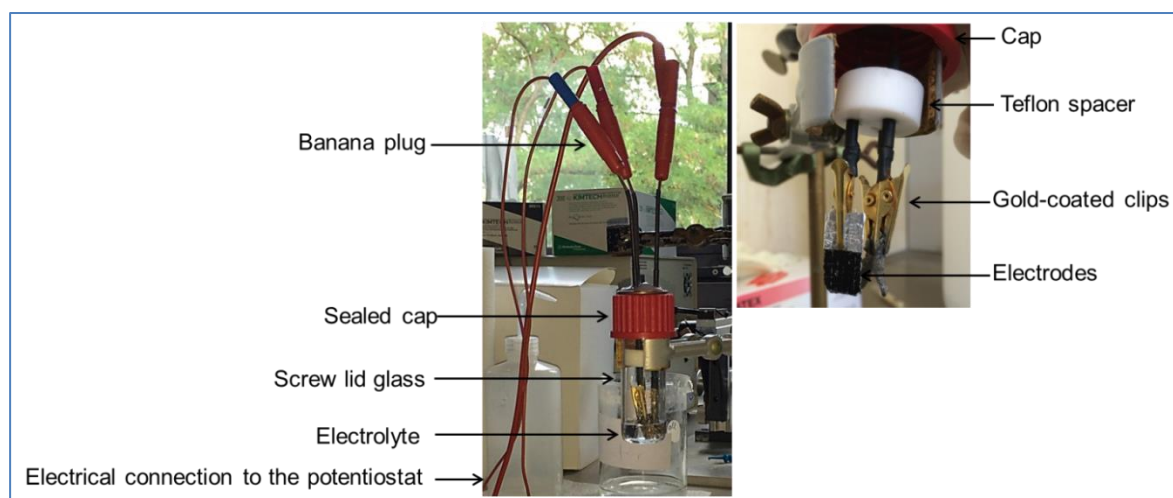 Banana plug
Sealed cap
Screw lid glass
Electrolyte
Electrical connection to the potentiostat
KIMTECH
Cap
Teflon spacer
Gold-coated clips
Electrodes